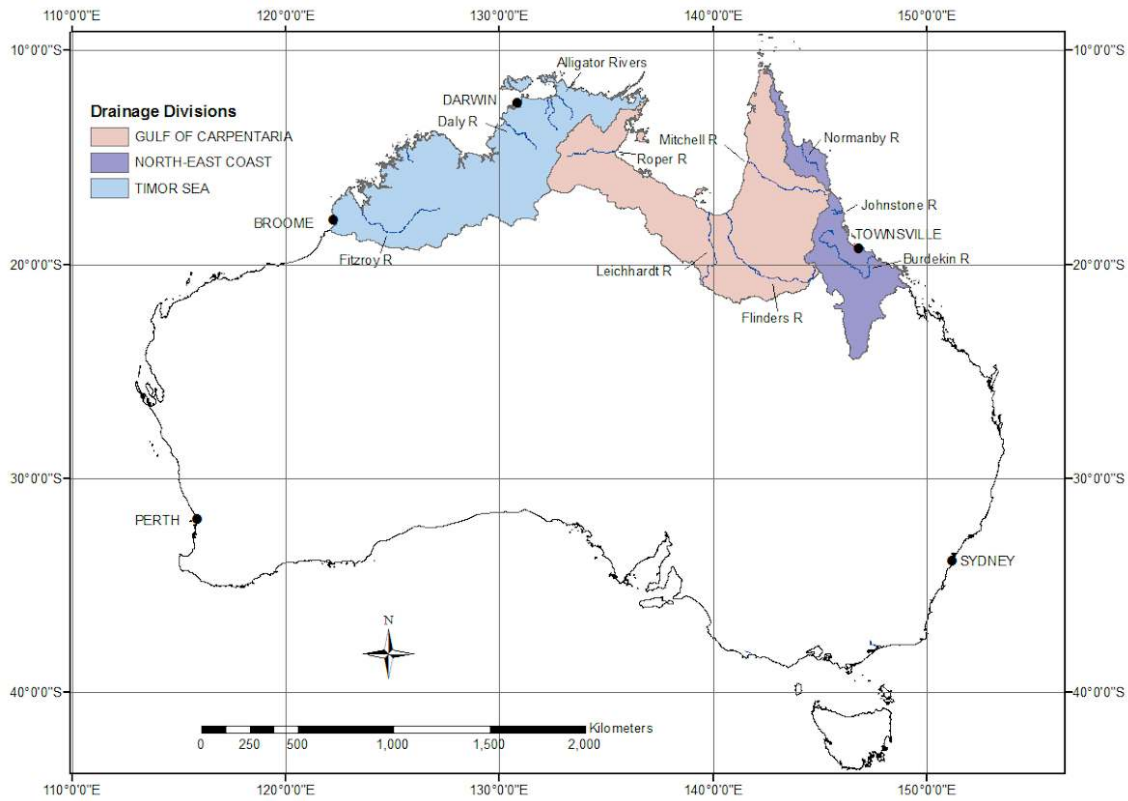 110°0'0"E 120°0'0"E 130°0'0"E 140°0'0"E 150°0'0"E
10°0'0"S 10°0'0"S
Alligator Rivers
Drainage Divisions
DARWIN
GULF OF CARPENTARIA
Daly R
Mitchell R
Normanby R
NORTH-EAST COAST
Roper R
TIMOR SEA
Johnstone R
BROOME
TOWNSVILLE
Fitzroy R
Burdekin R
20°0'0"S 20°0'0"S
Leichhardt R
Flinders R
30°0'0"S 30°0'0"S
PERTH
SYDNEY
N
40°0'0"S 40°0'0"S
Kilometers
0 250 500 1,000 1,500 2,000
110°0'0"E 120°0'0"E 130°0'0"E 140°0'0"E 150°0'0"E